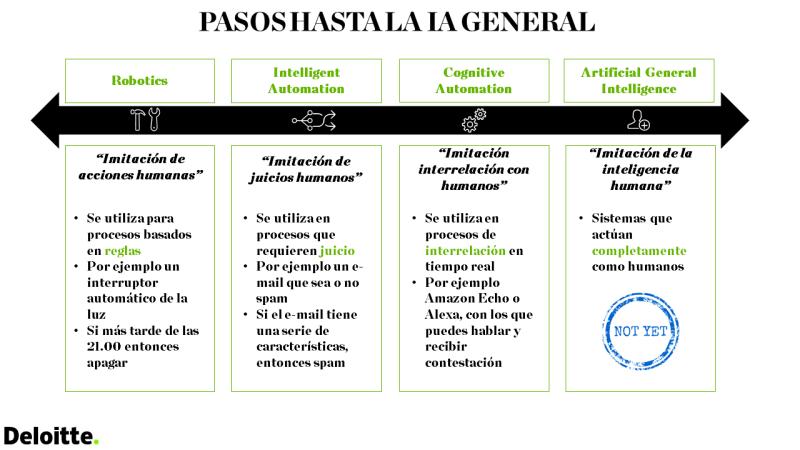 PASOS HASTA LA IA GENERAL
Robotics
Intelligent
Automation
Cognitive
Automation
Artificial General
Intelligence
“Imitación de
acciones humanas”
• Se utiliza para
procesos basados
en reglas
• Por ejemplo un
interruptor
automático de la
luz
• Si más tarde de las
21.00 entonces
apagar
“Imitación de
juicios humanos”
• Se utiliza en
procesos que
requieren juicio
• Por ejemplo un e-
mail que sea o no
spam
• Si el e-mail tiene
una serie de
características,
entonces spam
“Imitación
interrelación con
humanos”
• Se utiliza en
procesos de
interrelación en
tiempo real
• Por ejemplo
Amazon Echo o
Alexa, con los que
puedes hablar y
recibir
contestación
“Imitación de la
inteligencia
humana”
• Sistemas que
actúan
completamente
como humanos
NOT YET
Deloitte.